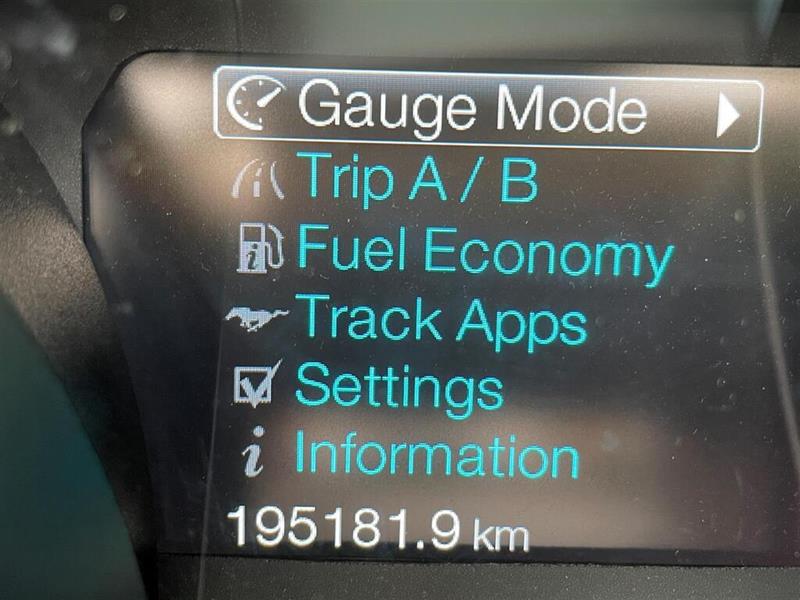 Gauge Mode
Trip A / B
Fuel Economy
Track Apps
Settings
Information
195181.9 km